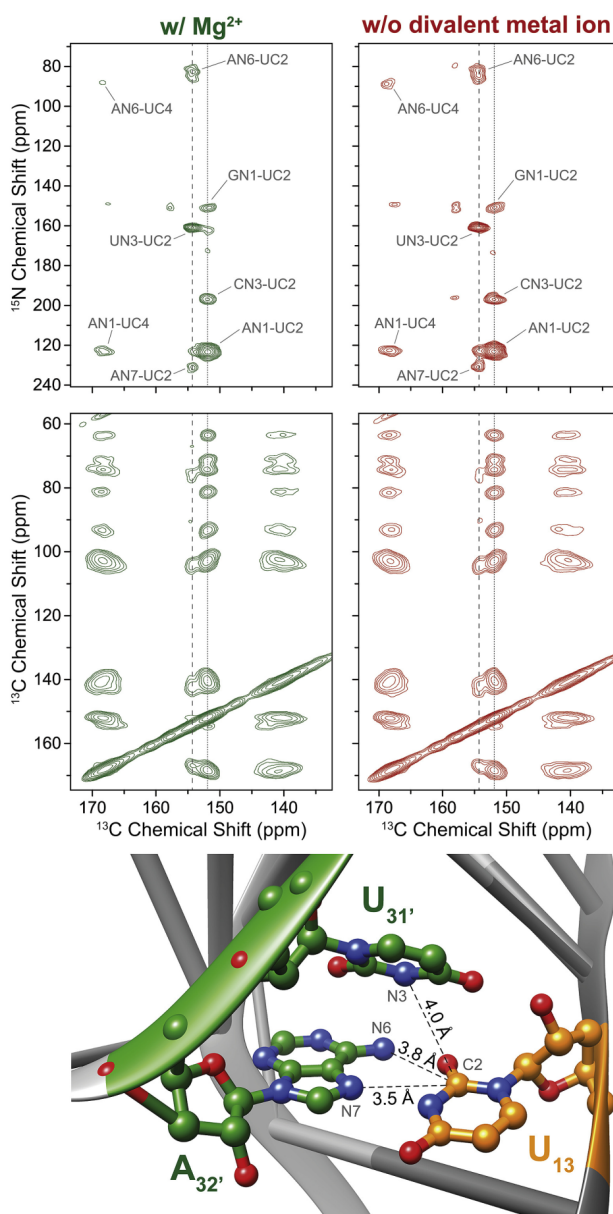 w/ Mg²⁺
w/o divalent metal ion
¹⁵N Chemical Shift (ppm)
80
100
150
160
200
120
240
AN6-UC2
AN6-UC4
GN1-UC2
UN3-UC2
CN3-UC2
AN1-UC4
AN1-UC2
AN7-UC2
AN6-UC2
AN6-UC4
GN1-UC2
UN3-UC2
CN3-UC2
AN1-UC4
AN1-UC2
AN7-UC2
¹³C Chemical Shift (ppm)
60
80
100
140
160
170 160 150 140
170 160 150 140
¹³C Chemical Shift (ppm)
¹³C Chemical Shift (ppm)
U₃₁'
N3
4.0 Å
N6
3.8 Å
C2
N7
3.5 Å
A₃₂'
U₁₃